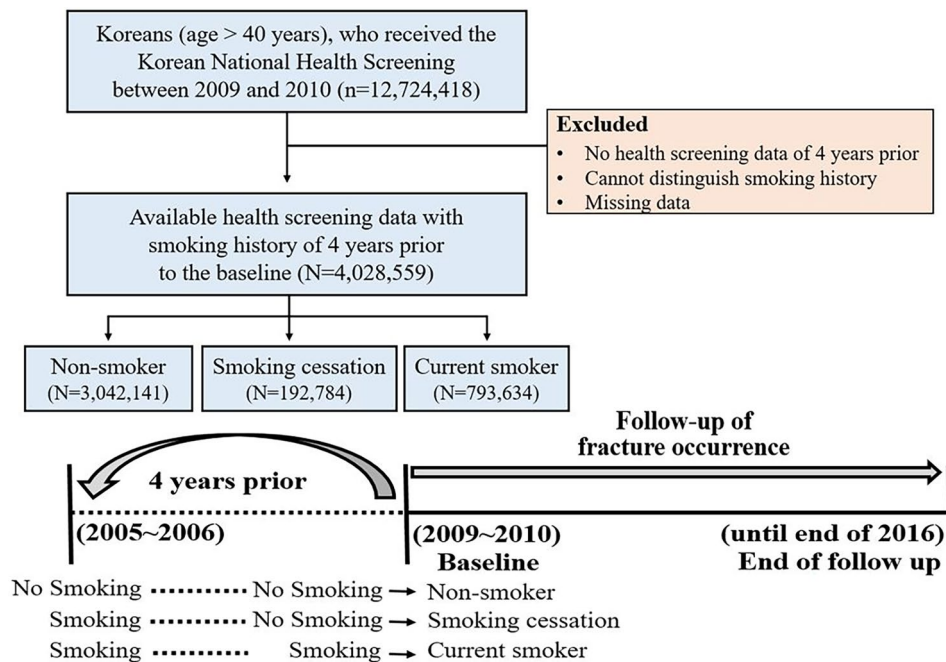 Koreans (age > 40 years), who received the
Korean National Health Screening
between 2009 and 2010 (n=12,724,418)
Excluded
• No health screening data of 4 years prior
• Cannot distinguish smoking history
• Missing data
Available health screening data with
smoking history of 4 years prior
to the baseline (N=4,028,559)
Non-smoker
(N=3,042,141)
Smoking cessation
(N=192,784)
Current smoker
(N=793,634)
Follow-up of
fracture occurrence
4 years prior
(2005~2006)
(2009~2010)
Baseline
(until end of 2016)
End of follow up
No Smoking No Smoking Non-smoker
Smoking No Smoking Smoking cessation
Smoking Smoking Current smoker